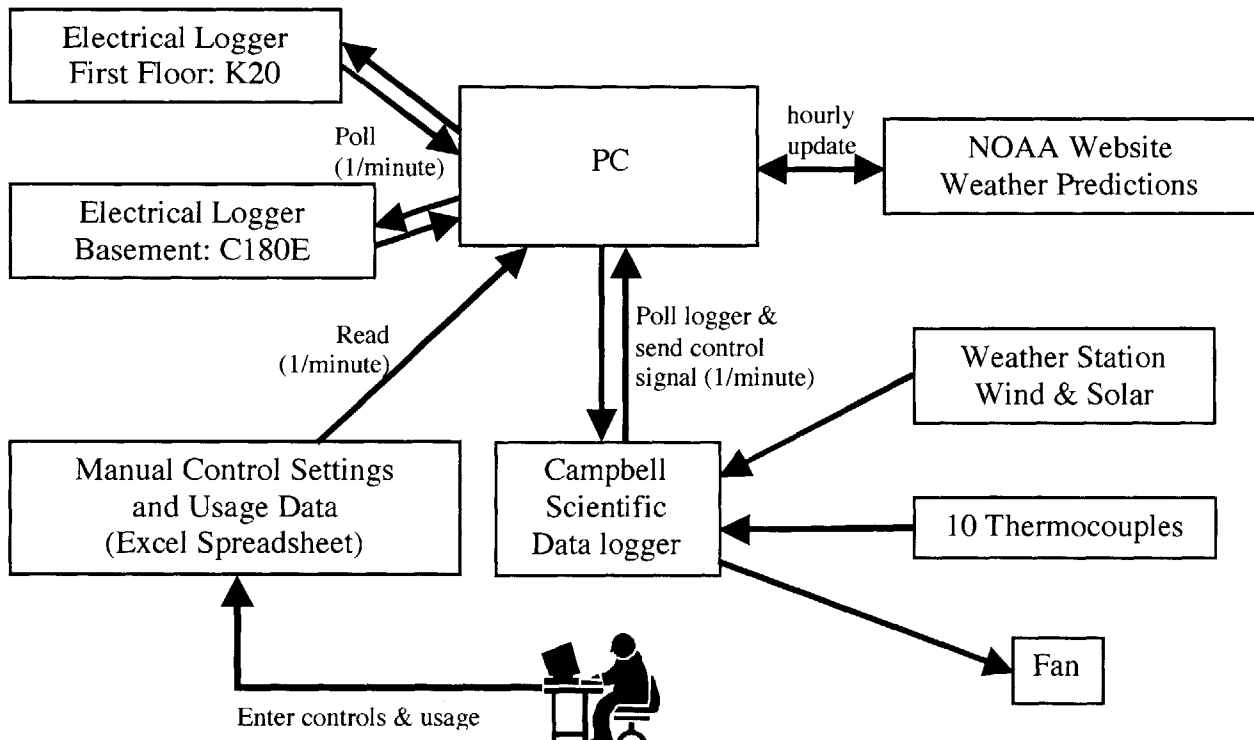 Electrical Logger
First Floor: K20
Poll
(1/minute)
Electrical Logger
Basement: C180E
PC
hourly
update
NOAA Website
Weather Predictions
Read
(1/minute)
Poll logger &
send control
signal (1/minute)
Weather Station
Wind & Solar
Manual Control Settings
and Usage Data
(Excel Spreadsheet)
Campbell
Scientific
Data logger
10 Thermocouples
Fan
Enter controls & usage